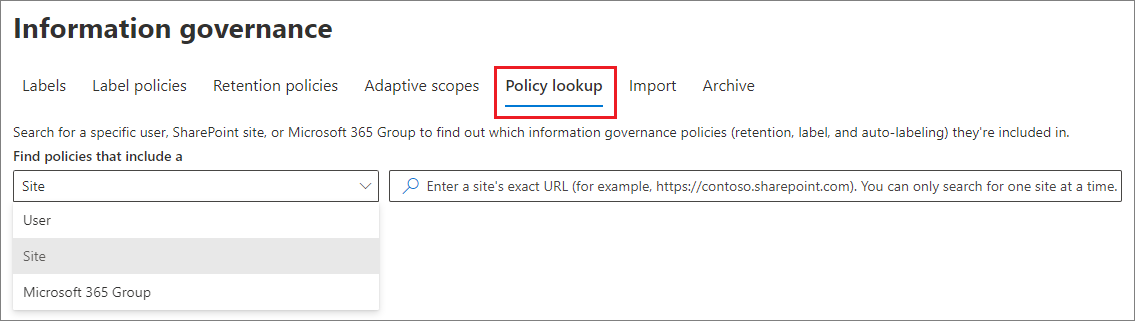 Information governance
Labels Label policies Retention policies Adaptive scopes Policy lookup Import Archive
Search for a specific user, SharePoint site, or Microsoft 365 Group to find out which information governance policies (retention, label, and auto-labeling) they're included in.
Find policies that include a
Site Enter a site's exact URL (for example, https://contoso.sharepoint.com). You can only search for one site at a time.
User
Site
Microsoft 365 Group